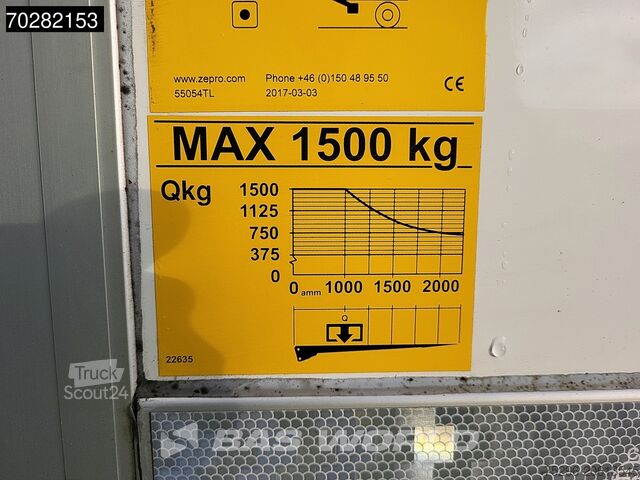 70282153
www.zepro.com Phone +46 (0)150 48 95 50
55054TL 2017-03-03 CE
MAX 1500 kg
Qkg 1500
1125
750
375
0
0 amm 1000 1500 2000
Q
22635
Truck
Scout24
BAS WORLD